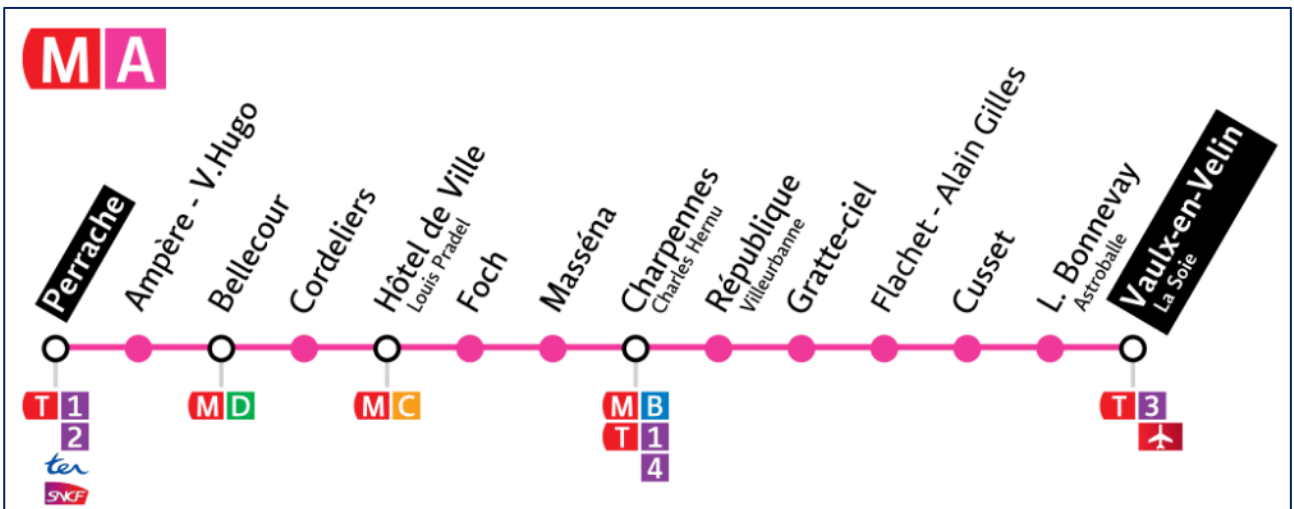 M A
Perrache
Ampère - V.Hugo
Bellecour
Cordeliers
Hôtel de Ville
Louis Pradel
Foch
Masséna
Charpennes
Charles Hernu
République
Villeurbanne
Gratte-ciel
Flachet - Alain Gilles
Cusset
L. Bonnevay
Astroballe
Vaulx-en-Velin
La Soie
T 1
2
ter
SNCF
M D
M C
M B
T 1
4
T 3